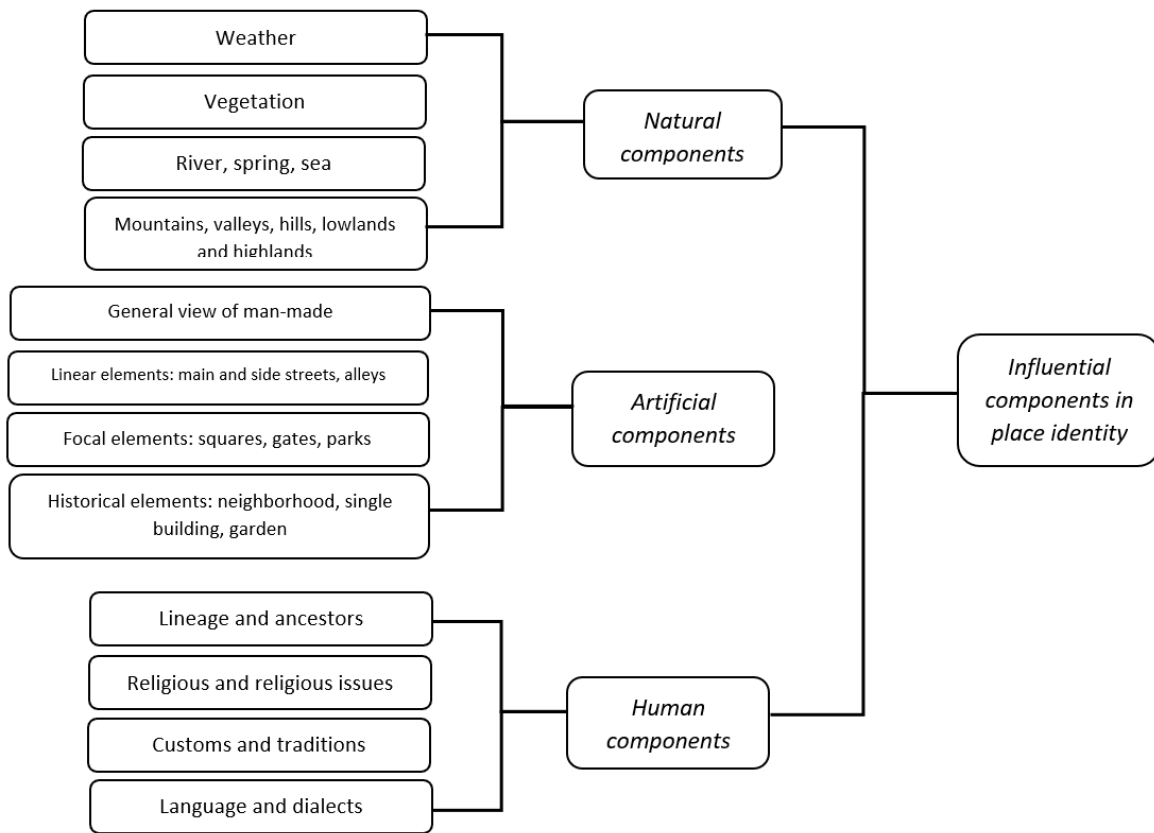 Weather
Vegetation
River, spring, sea
Mountains, valleys, hills, lowlands
and highlands
Natural
components
General view of man-made
Linear elements: main and side streets, alleys
Focal elements: squares, gates, parks
Historical elements: neighborhood, single
building, garden
Artificial
components
Influential
components in
place identity
Lineage and ancestors
Religious and religious issues
Customs and traditions
Language and dialects
Human
components